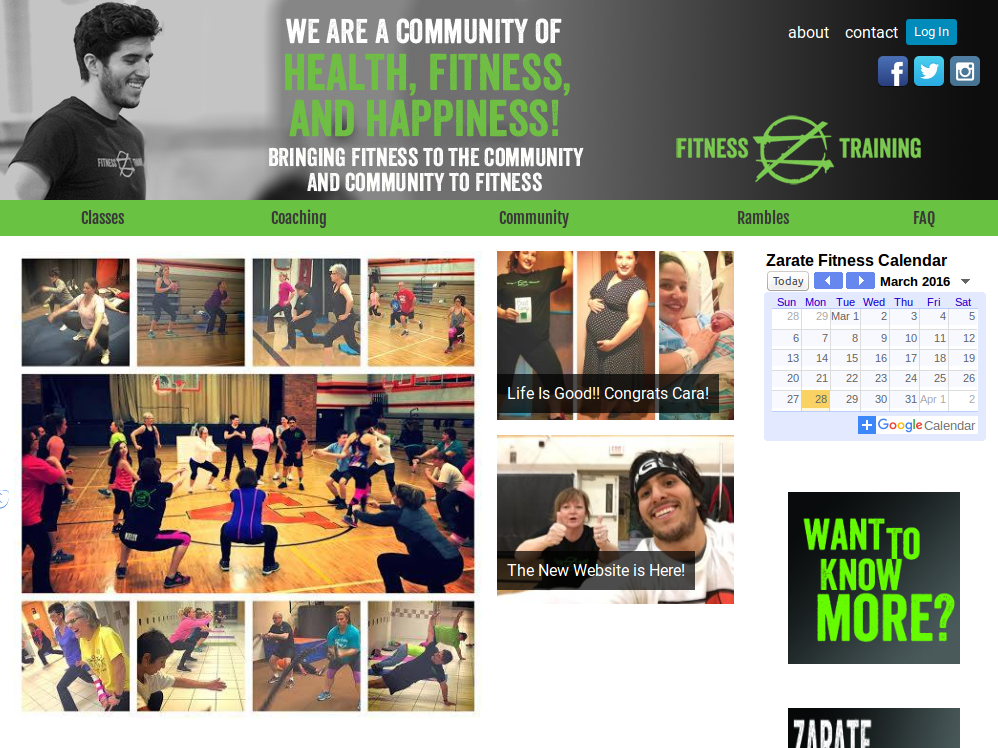 WE ARE A COMMUNITY OF
HEALTH, FITNESS,
AND HAPPINESS!
BRINGING FITNESS TO THE COMMUNITY
AND COMMUNITY TO FITNESS
about contact Log In
FITNESS Z TRAINING
FITNESS Z TRAINING
Classes Coaching Community Rambles FAQ
Life Is Good!! Congrats Cara!
The New Website is Here!
Zarate Fitness Calendar
Today March 2016
Sun Mon Tue Wed Thu Fri Sat
28 29 Mar 1 2 3 4 5
6 7 8 9 10 11 12
13 14 15 16 17 18 19
20 21 22 23 24 25 26
27 28 29 30 31 Apr 1 2
+ Google Calendar
WANT TO
KNOW
MORE?
ZARATE